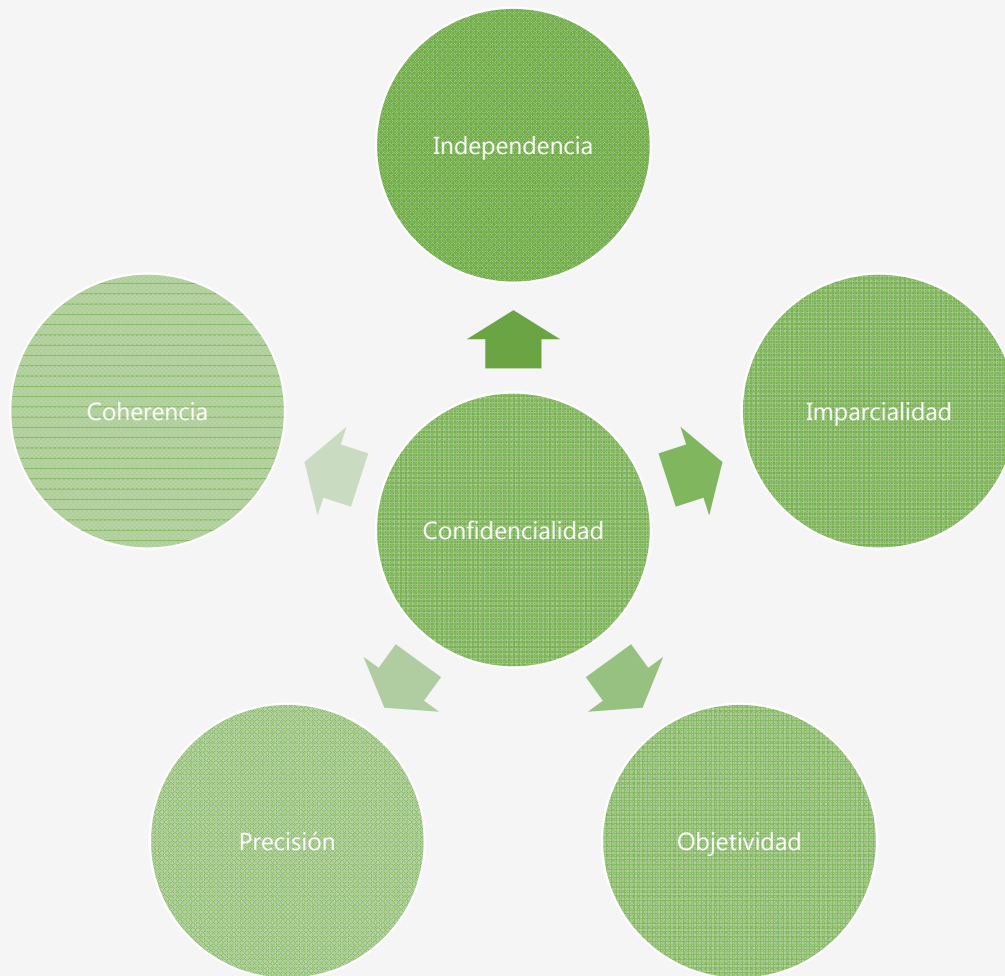 Independencia
Coherencia
Imparcialidad
Confidencialidad
Precisión
Objetividad